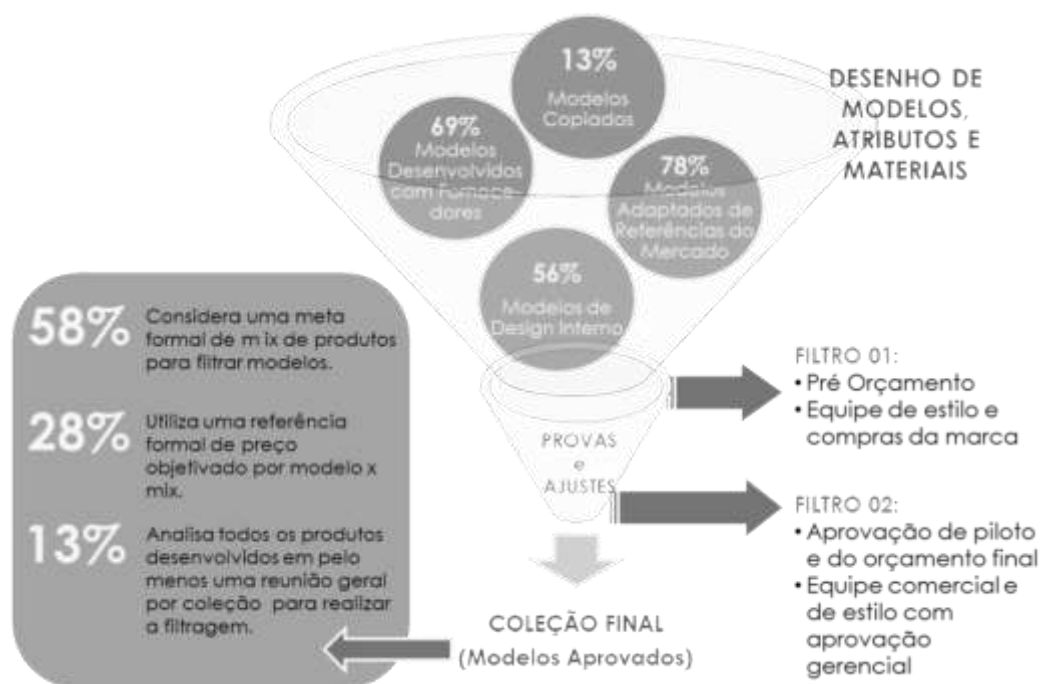 13%
Modelos
Copiados
69%
Modelos
Desenvolvidos
com Fornece
dores
78%
Modelos
Adaptados de
Referências do
Mercado
56%
Modelos de
Design Interno
DESENHO DE
MODELOS,
ATRIBUTOS E
MATERIAIS
58%
Considera uma meta
formal de m ix de produtos
para filtrar modelos.
28%
Utiliza uma referência
formal de preço
objetivado por modelo x
mix.
13%
Analisa todos os produtos
desenvolvidos em pelo
menos uma reunião geral
por coleção para realizar
a filtragem.
PROVAS
e
AJUSTES
FILTRO 01:
• Pré Orçamento
• Equipe de estilo e
compras da marca
FILTRO 02:
• Aprovação de piloto
e do orçamento final
• Equipe comercial e
de estilo com
aprovação
gerencial
COLEÇÃO FINAL
(Modelos Aprovados)